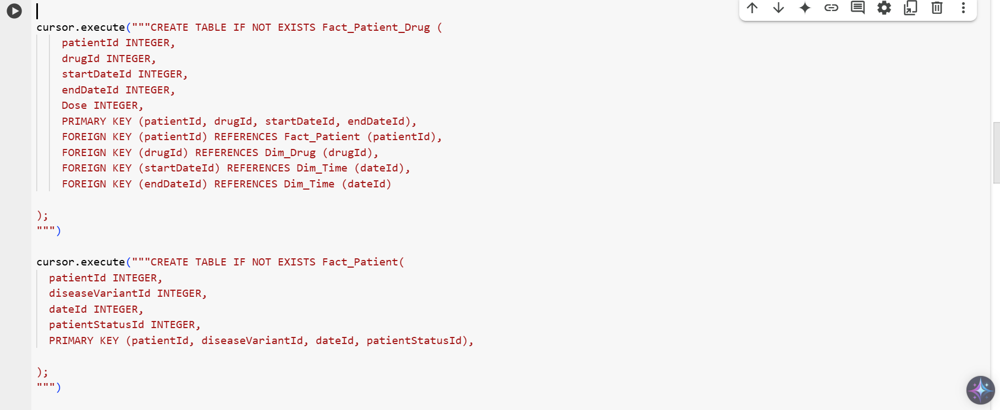 cursor.execute("""CREATE TABLE IF NOT EXISTS Fact_Patient_Drug (
patientId INTEGER,
drugId INTEGER,
startDateId INTEGER,
endDateId INTEGER,
Dose INTEGER,
PRIMARY KEY (patientId, drugId, startDateId, endDateId),
FOREIGN KEY (patientId) REFERENCES Fact_Patient (patientId),
FOREIGN KEY (drugId) REFERENCES Dim_Drug (drugId),
FOREIGN KEY (startDateId) REFERENCES Dim_Time (dateId),
FOREIGN KEY (endDateId) REFERENCES Dim_Time (dateId)
);
""")
cursor.execute("""CREATE TABLE IF NOT EXISTS Fact_Patient(
patientId INTEGER,
diseaseVariantId INTEGER,
dateId INTEGER,
patientStatusId INTEGER,
PRIMARY KEY (patientId, diseaseVariantId, dateId, patientStatusId),
);
""")